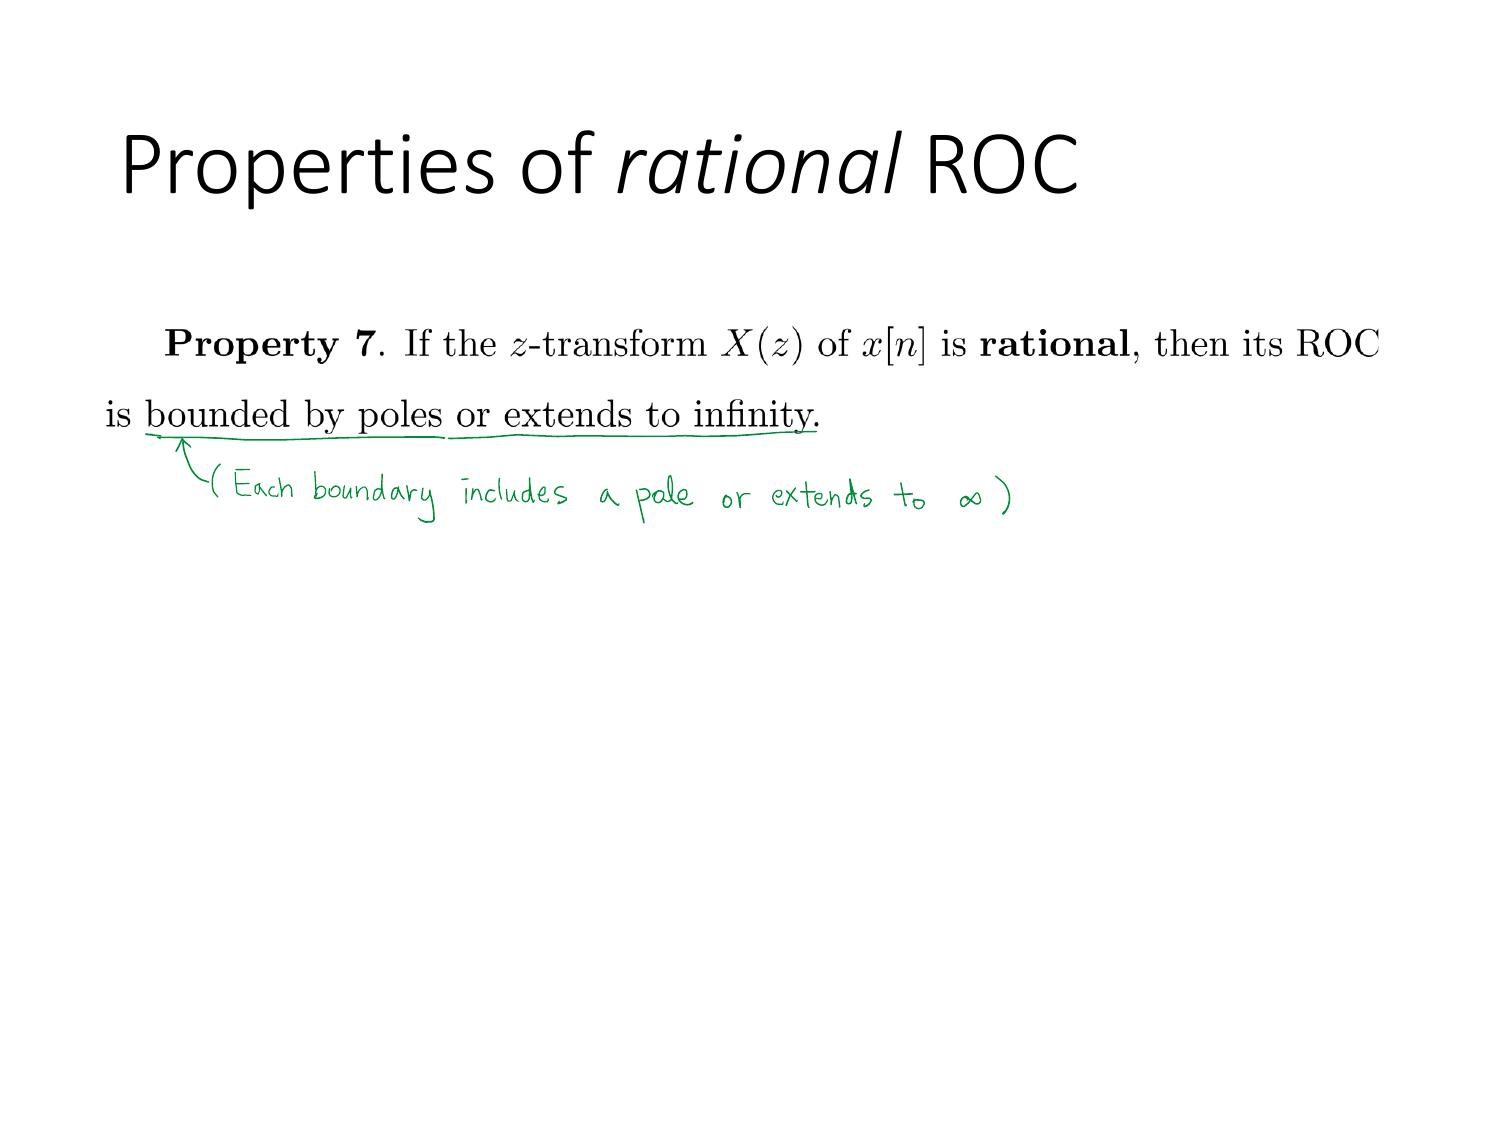 Properties of rational ROC
Property 7. If the z-transform X(z) of x[n] is rational, then its ROC
is bounded by poles or extends to infinity.
(Each boundary includes a pole or extends to ∞)